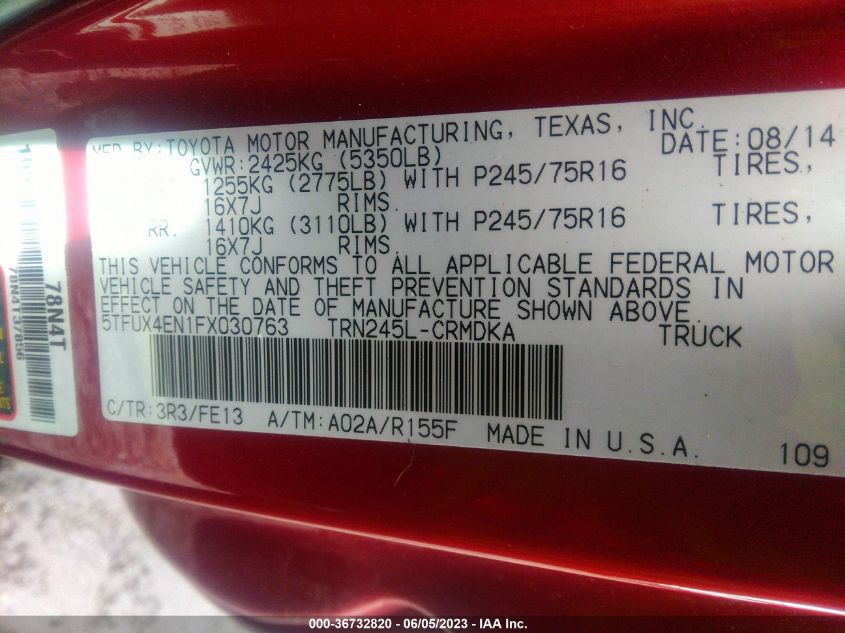 MFD BY:TOYOTA MOTOR MANUFACTURING, TEXAS, INC.
DATE:08/14
GVWR:2425KG (5350LB)
1255KG (2775LB) WITH P245/75R16 TIRES,
16X7J RIMS
RR. 1410KG (3110LB) WITH P245/75R16 TIRES,
16X7J RIMS
THIS VEHICLE CONFORMS TO ALL APPLICABLE FEDERAL MOTOR
VEHICLE SAFETY AND THEFT PREVENTION STANDARDS IN
EFFECT ON THE DATE OF MANUFACTURE SHOWN ABOVE.
5TFUX4EN1FX030763 TRN245L-CRMDKA TRUCK
C/TR:3R3/FE13 A/TM:A02A/R155F MADE IN U.S.A.
109
78N4T
78N4T137856
000-36732820 - 06/05/2023 - IAA Inc.